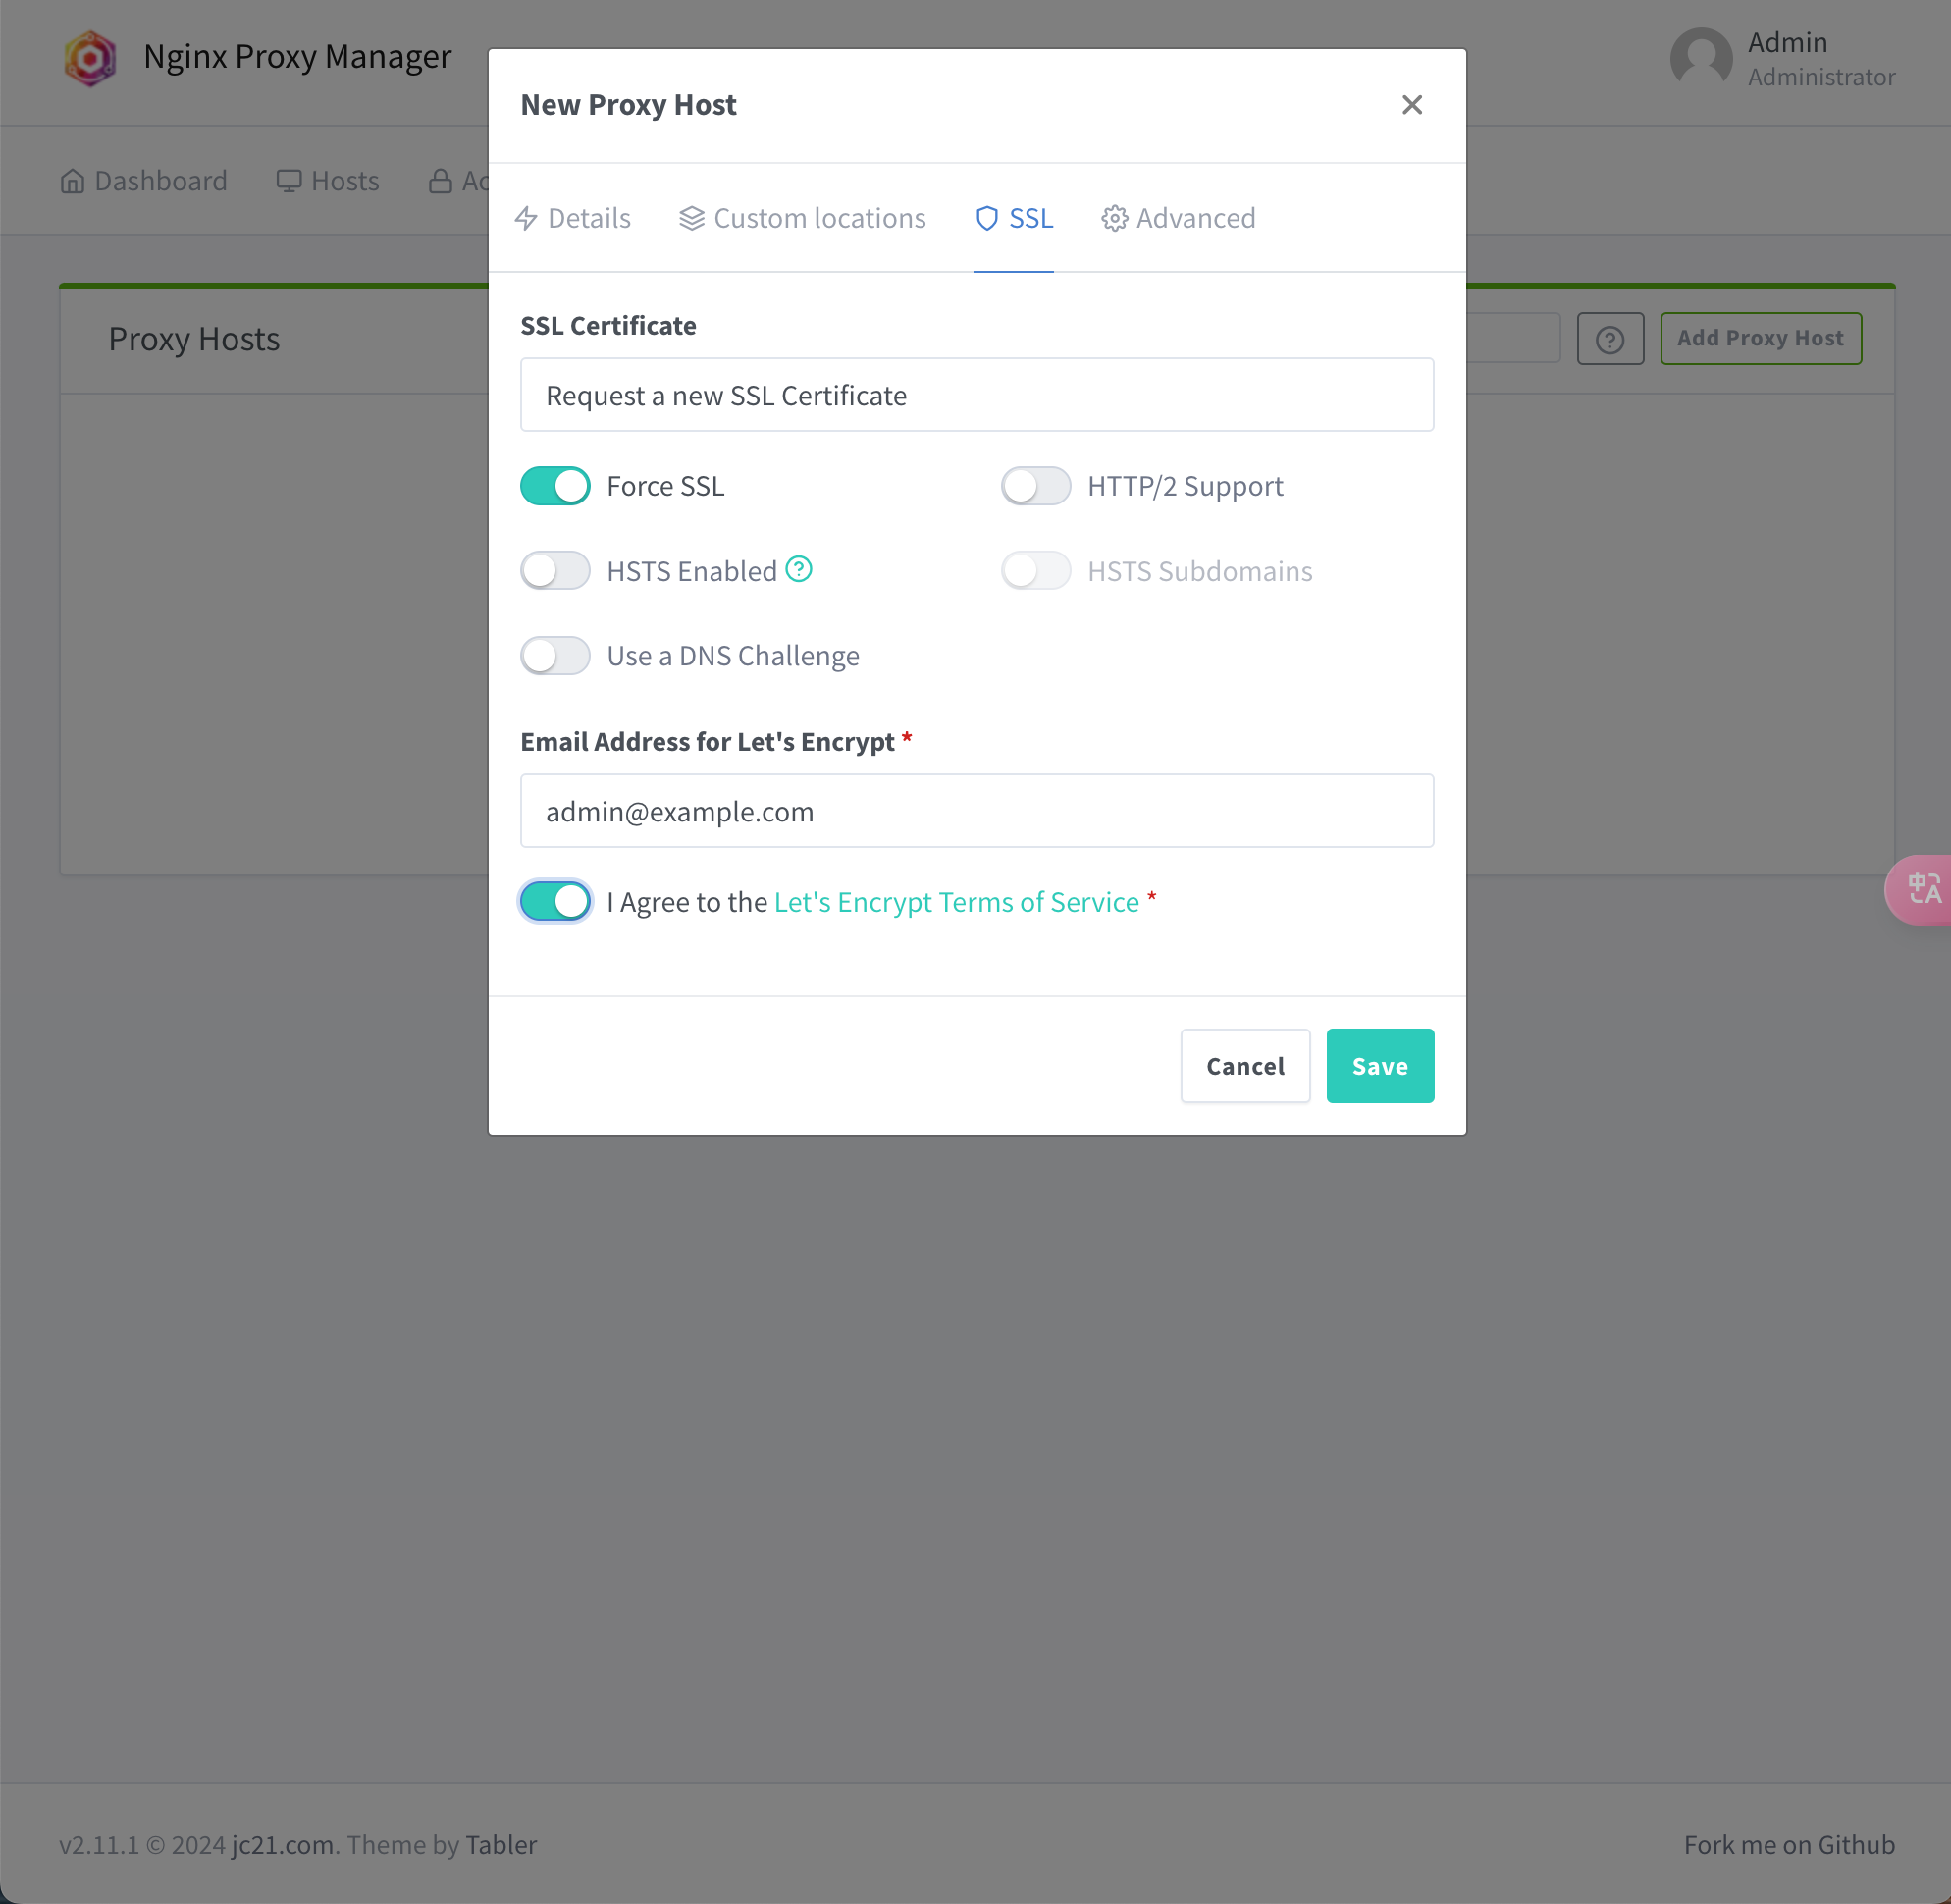 Nginx Proxy Manager
Admin
Administrator
Dashboard
Hosts
Ac
Proxy Hosts
Add Proxy Host
New Proxy Host
Details
Custom locations
SSL
Advanced
SSL Certificate
Request a new SSL Certificate
Force SSL
HTTP/2 Support
HSTS Enabled
HSTS Subdomains
Use a DNS Challenge
Email Address for Let's Encrypt *
admin@example.com
I Agree to the Let's Encrypt Terms of Service *
Cancel
Save
中A
v2.11.1 © 2024 jc21.com. Theme by Tabler
Fork me on Github